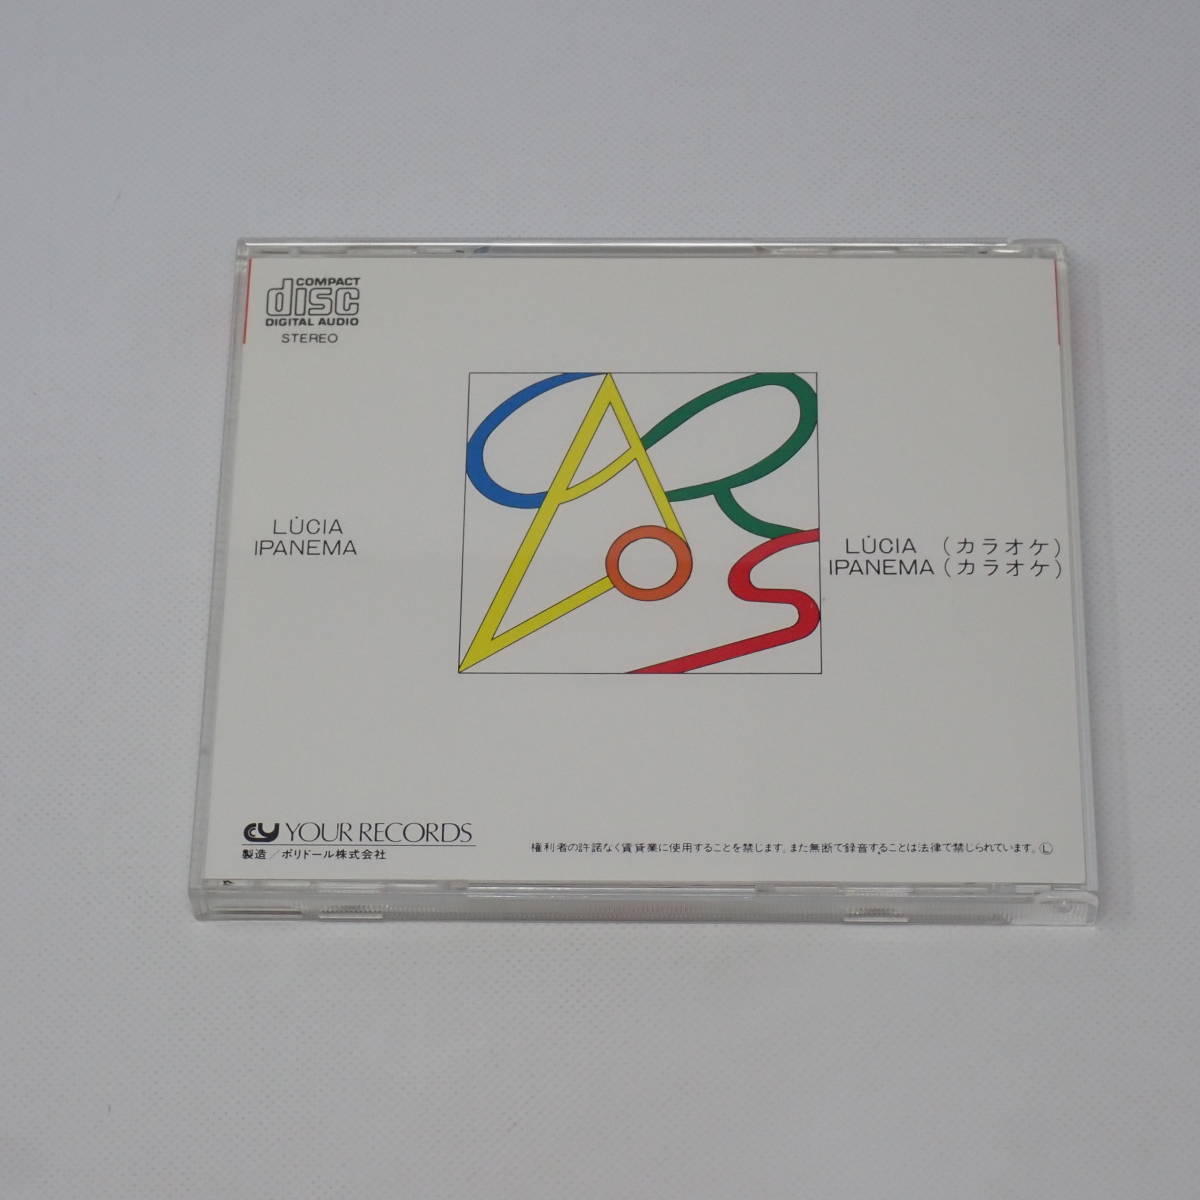 COMPACT
disc
DIGITAL AUDIO
STEREO
CARLOS
LÚCIA
IPANEMA
LÚCIA (カラオケ)
IPANEMA (カラオケ)
CY YOUR RECORDS
製造/ポリドール株式会社
権利者の許諾なく賃貸業に使用することを禁じます。また無断で録音することは法律で禁じられています。Ⓛ